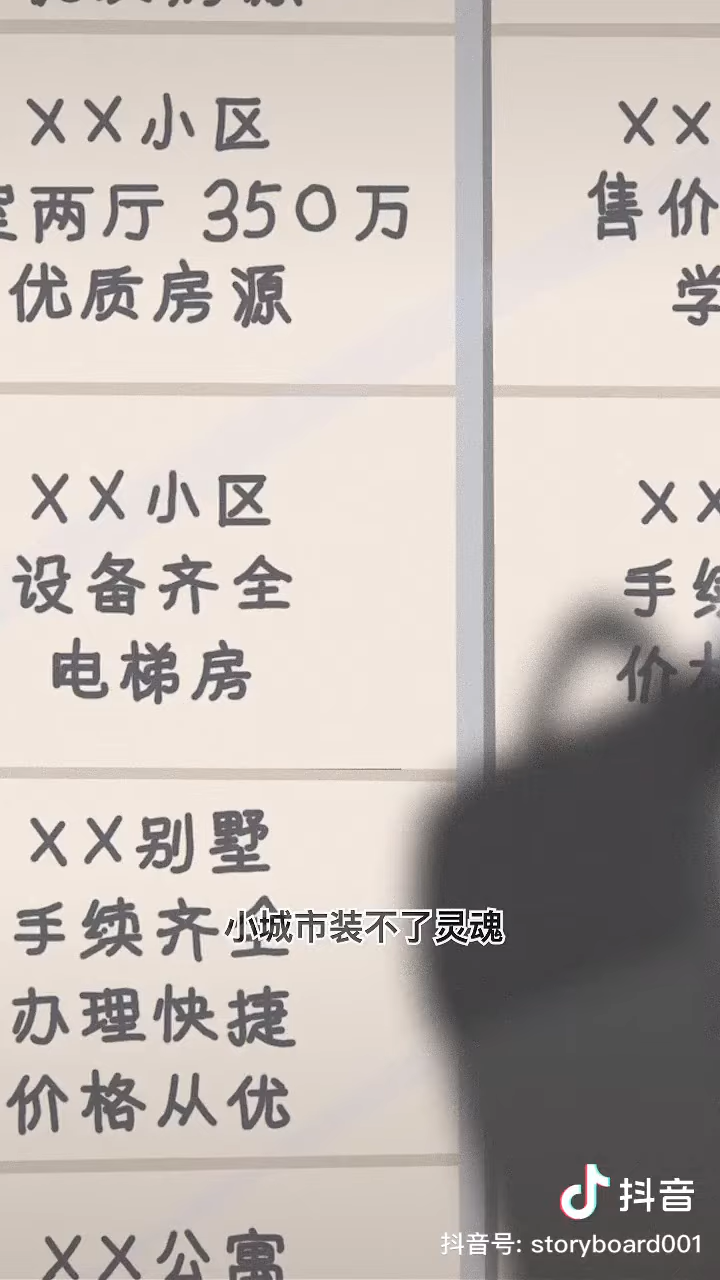 XX小区
室两厅 350万
优质房源
XX小区
设备齐全
电梯房
XX别墅
手续齐全
办理快捷
价格从优
XX公寓
XX
售价
学
XX
手续
价
小城市装不了灵魂
抖音
抖音号: storyboard001